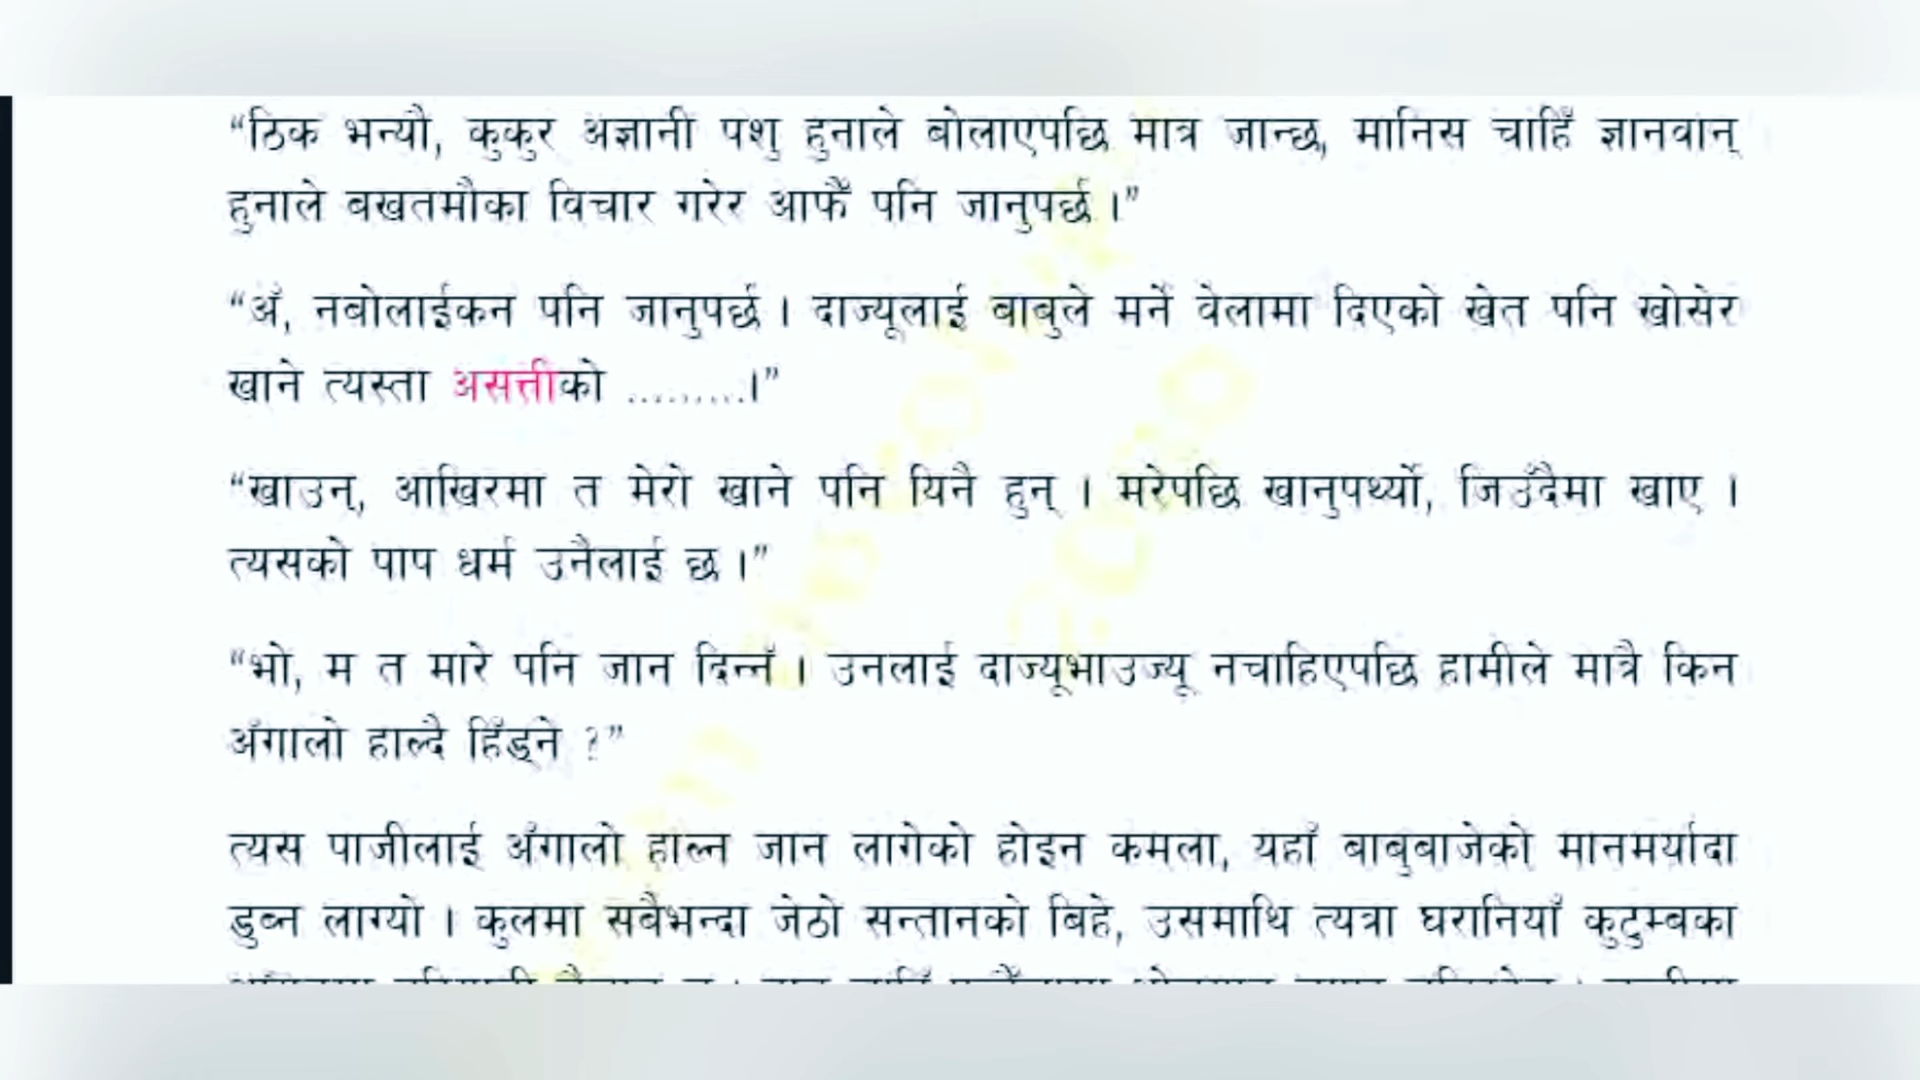 “ठिक भन्यौ, कुकुर अज्ञानी पशु हुनाले बोलाएपछि मात्र जान्छ, मानिस चाहिँ ज्ञानवान्
हुनाले बखतमौका विचार गरेर आफैँ पनि जानुपर्छ ।”
“अँ, नबोलाईकन पनि जानुपर्छ । दाज्यूलाई बाबुले मर्ने वेलामा दिएको खेत पनि खोसेर
खाने त्यस्ता असत्तीको .........।”
“खाउन्, आखिरमा त मेरो खाने पनि यिनै हुन् । मरेपछि खानुपर्थ्यो, जिउँदैमा खाए ।
त्यसको पाप धर्म उनैलाई छ ।”
“भो, म त मारे पनि जान दिन्नँ । उनलाई दाज्यूभाउज्यू नचाहिएपछि हामीले मात्रै किन
अँगालो हाल्दै हिँड्ने ?”
त्यस पाजीलाई अँगालो हाल्न जान लागेको होइन कमला, यहाँ बाबुबाजेको मानमर्यादा
डुब्न लाग्यो । कुलमा सबैभन्दा जेठो सन्तानको बिहे, उसमाथि त्यत्रा घरानियाँ कुटुम्बका